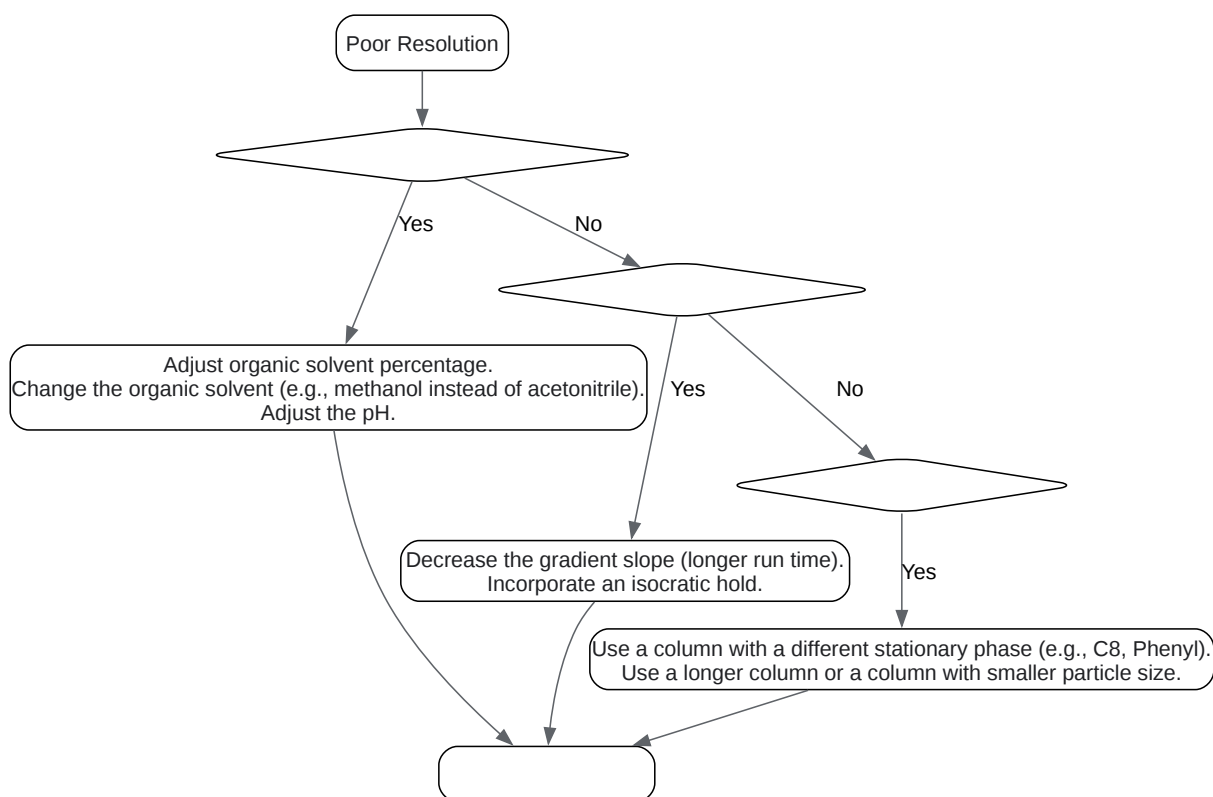 Poor Resolution
Yes
No
Adjust organic solvent percentage.
Change the organic solvent (e.g., methanol instead of acetonitrile).
Adjust the pH.
Yes
No
Decrease the gradient slope (longer run time).
Incorporate an isocratic hold.
Yes
Use a column with a different stationary phase (e.g., C8, Phenyl).
Use a longer column or a column with smaller particle size.